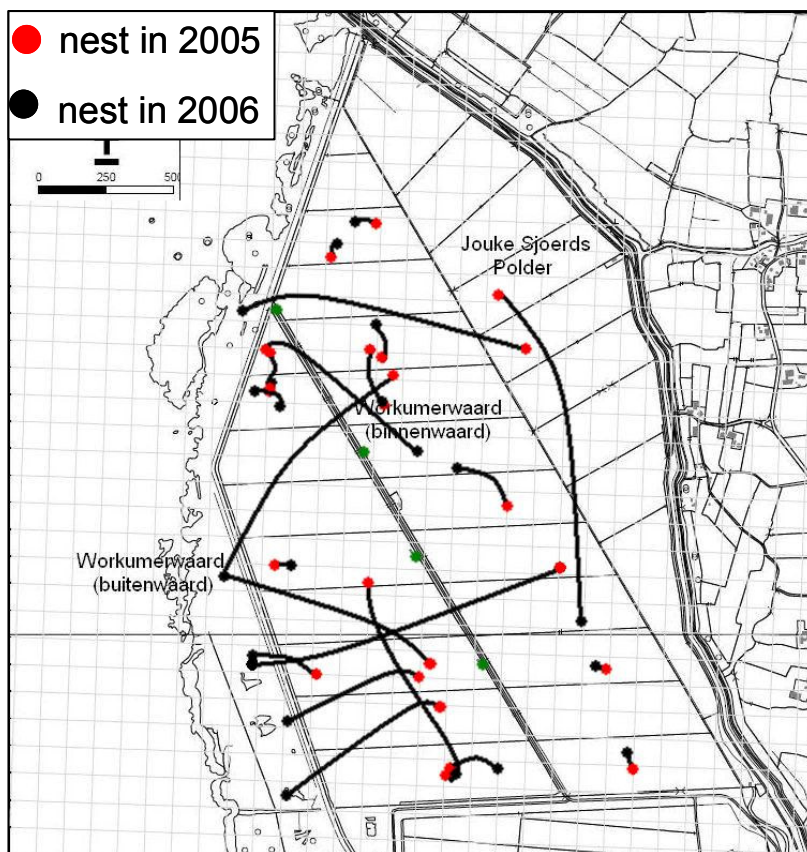 nest in 2005
nest in 2006
0 250 500
Jouke Sjoerds
Polder
Workumerwaard
(binnenwaard)
Workumerwaard
(buitenwaard)